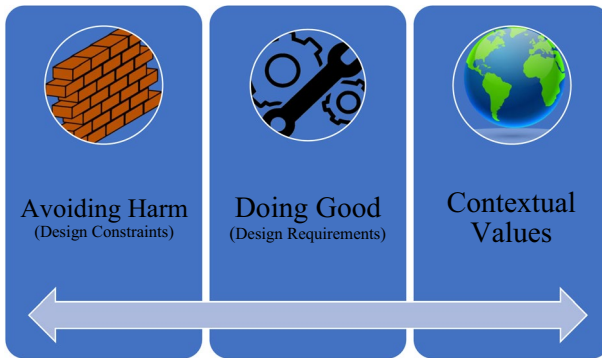 Avoiding Harm
(Design Constraints)
Doing Good
(Design Requirements)
Contextual
Values